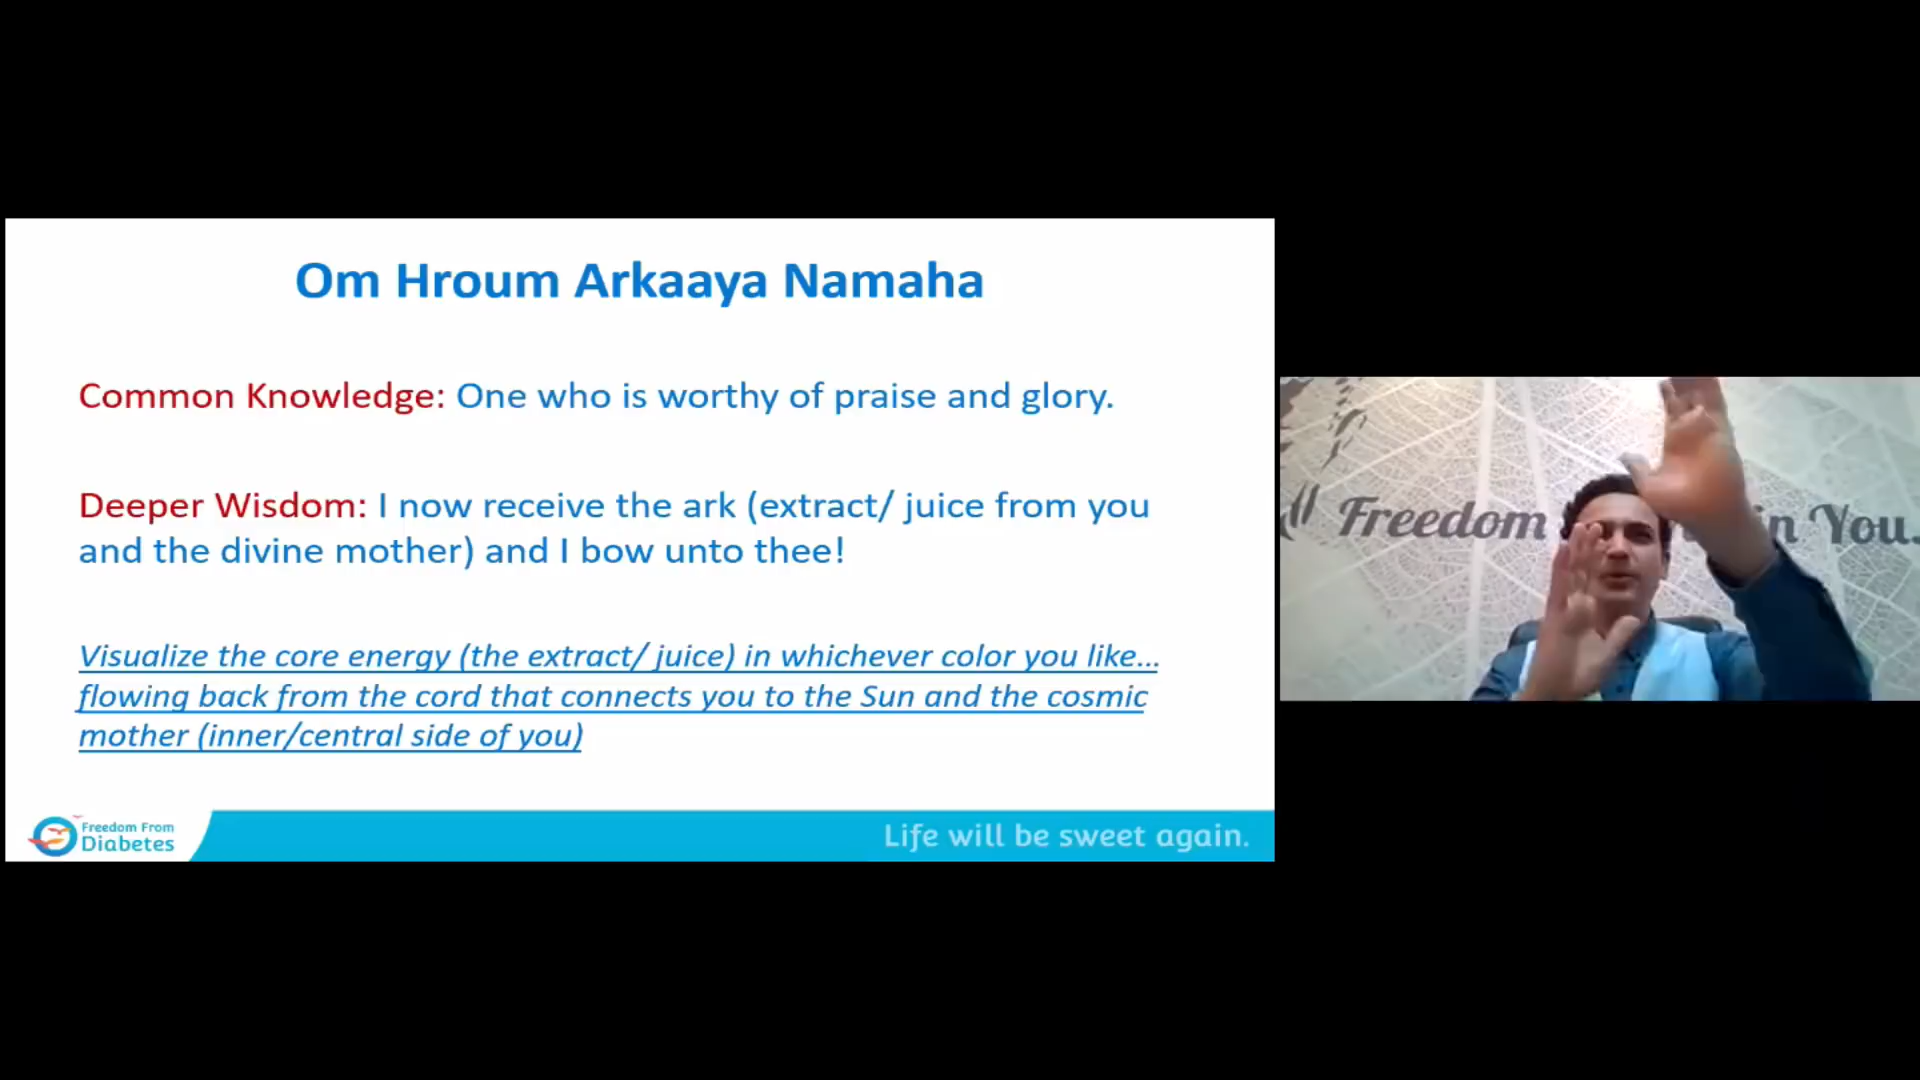 Om Hroum Arkaaya Namaha
Common Knowledge: One who is worthy of praise and glory.
Deeper Wisdom: I now receive the ark (extract/ juice from you
and the divine mother) and I bow unto thee!
Visualize the core energy (the extract/ juice) in whichever color you like...
flowing back from the cord that connects you to the Sun and the cosmic
mother (inner/central side of you)
Freedom From
Diabetes
Life will be sweet again.
Freedom in You.